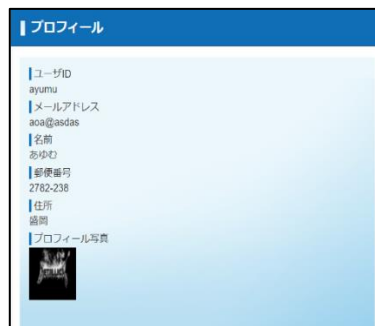 プロフィール
ユーザID
ayumu
メールアドレス
aoa@asdas
名前
あゆむ
郵便番号
2782-238
住所
盛岡
プロフィール写真